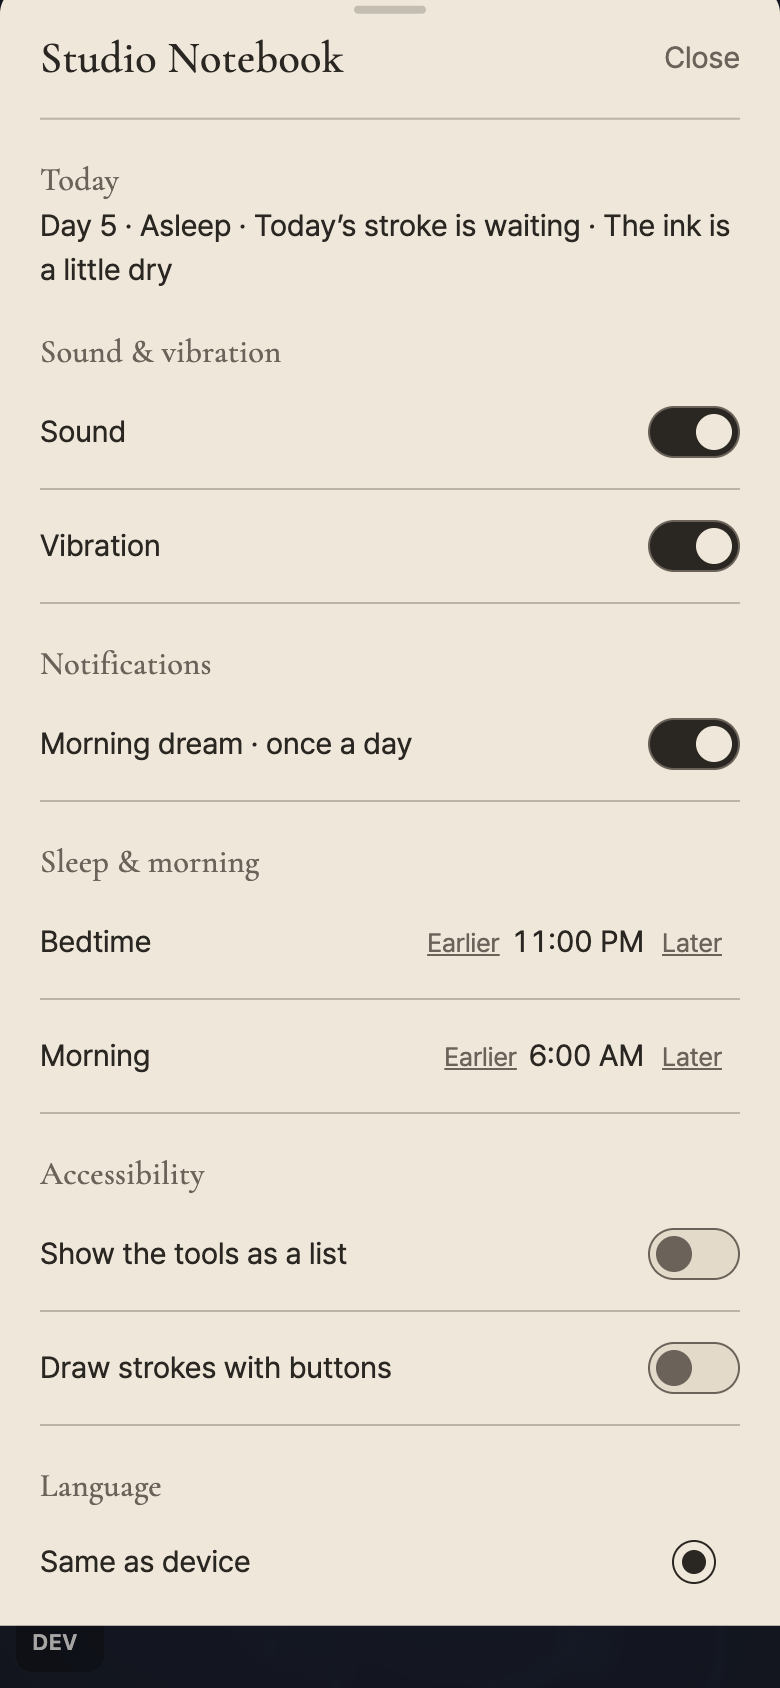 Studio Notebook
Close
Today
Day 5 · Asleep · Today’s stroke is waiting · The ink is
a little dry
Sound & vibration
Sound
Vibration
Notifications
Morning dream · once a day
Sleep & morning
Bedtime Earlier 11:00 PM Later
Morning Earlier 6:00 AM Later
Accessibility
Show the tools as a list
Draw strokes with buttons
Language
Same as device
DEV